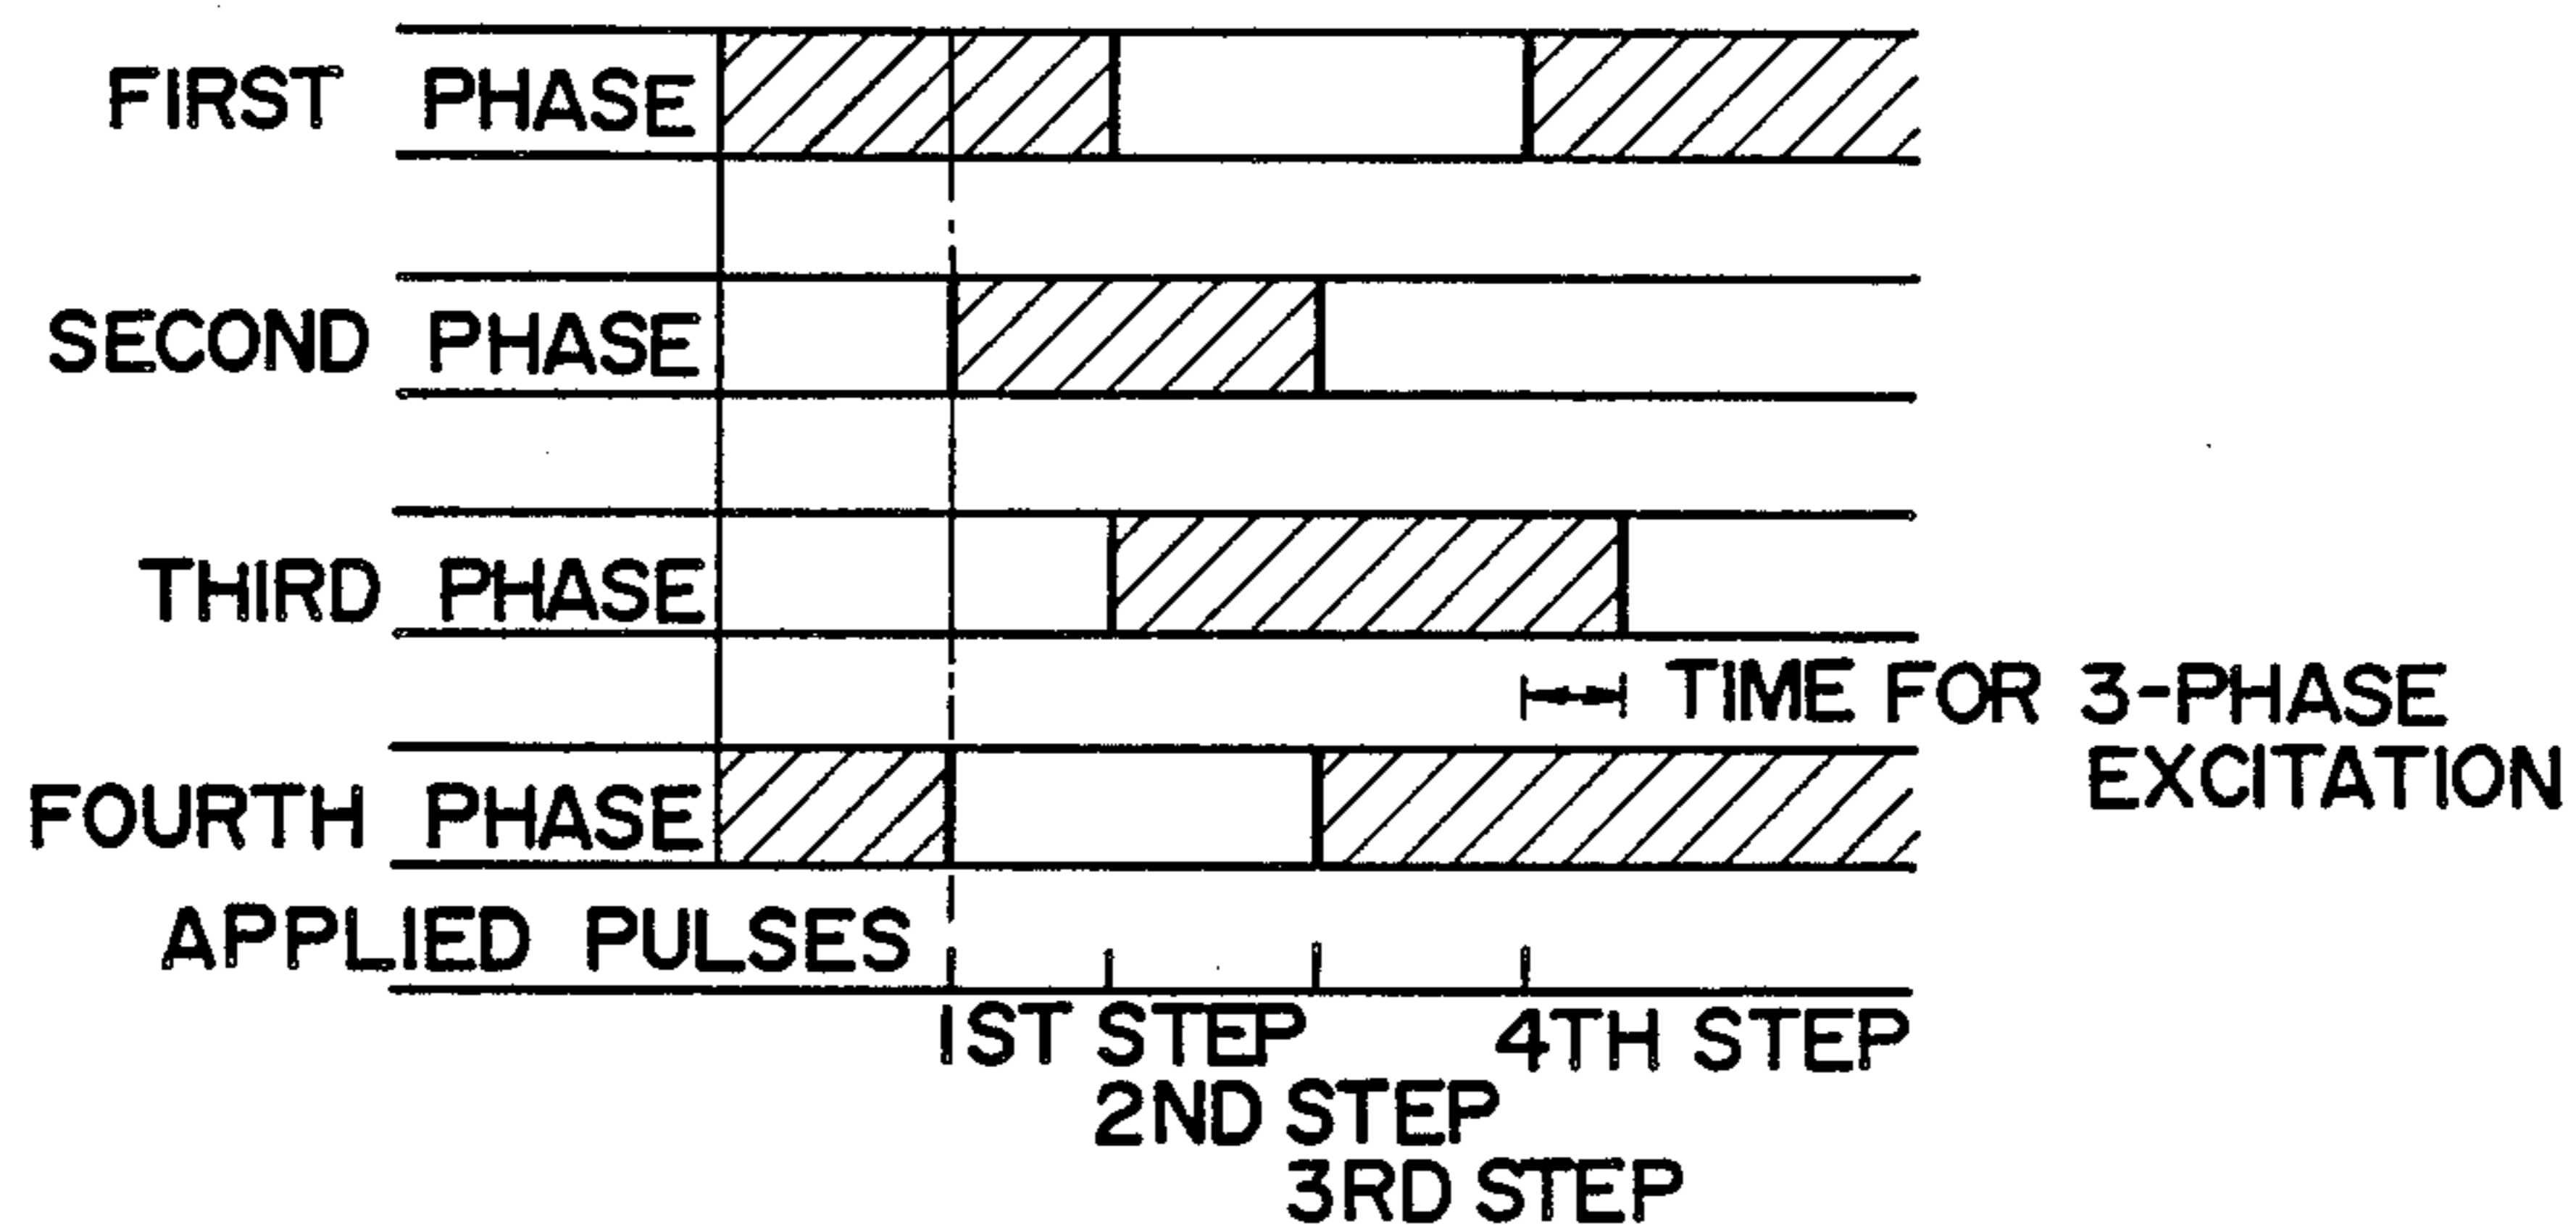 FIRST PHASE
SECOND PHASE
THIRD PHASE
TIME FOR 3-PHASE
EXCITATION
FOURTH PHASE
APPLIED PULSES
1ST STEP
4TH STEP
2ND STEP
3RD STEP